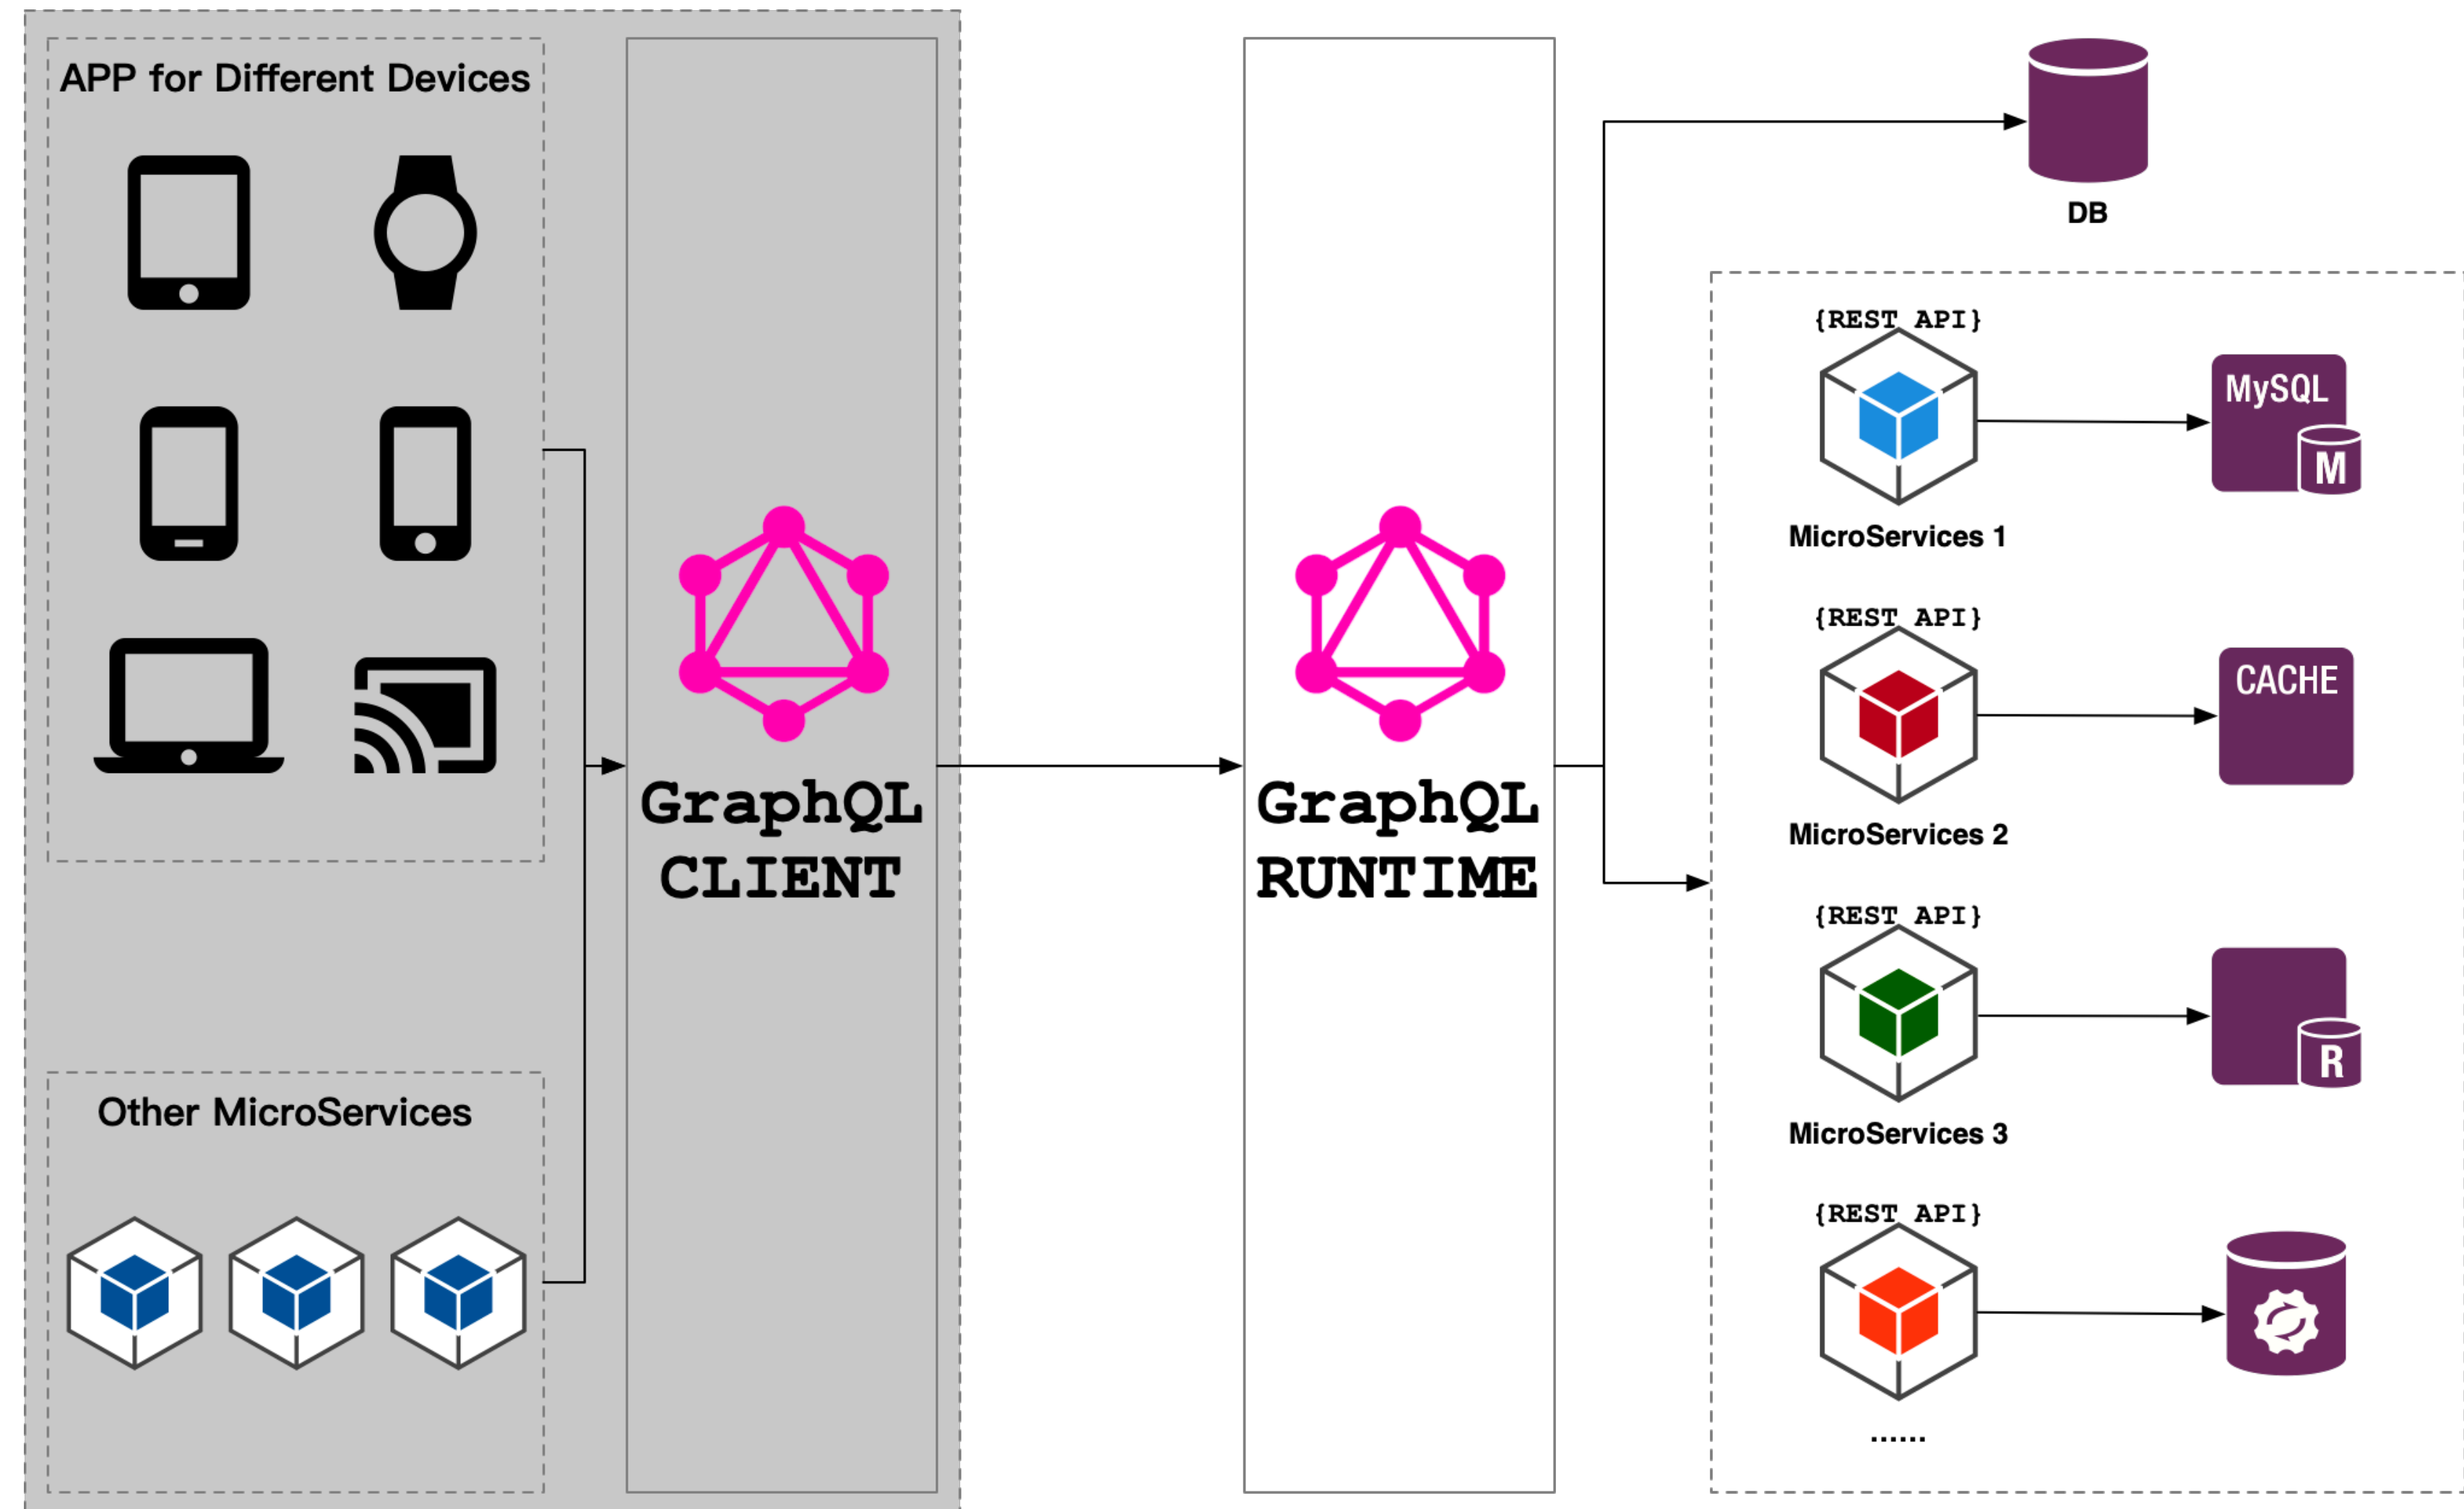 APP for Different Devices
Other MicroServices
GraphQL
CLIENT
GraphQL
RUNTIME
DB
{REST API}
MySQL
M
MicroServices 1
{REST API}
CACHE
MicroServices 2
{REST API}
R
MicroServices 3
{REST API}
......